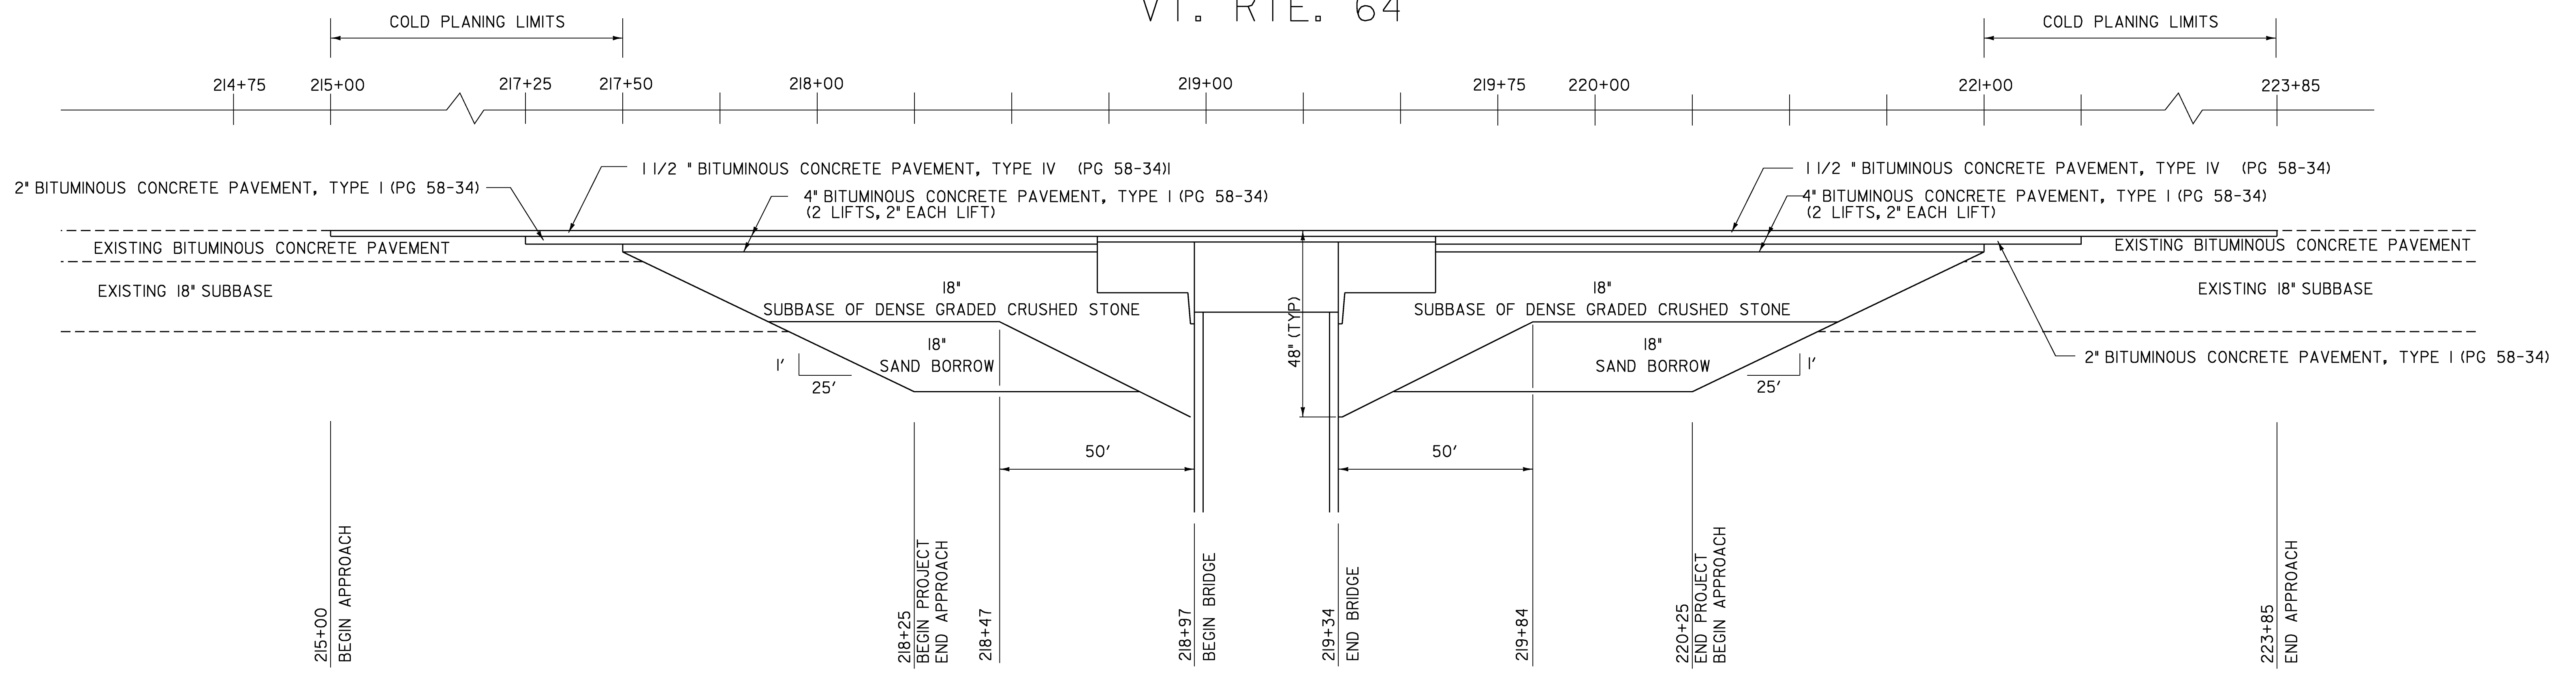 VT. RTE. 64
COLD PLANING LIMITS
COLD PLANING LIMITS
214+75
215+00
217+25
217+50
218+00
219+00
219+75
220+00
221+00
223+85
1 1/2 " BITUMINOUS CONCRETE PAVEMENT, TYPE IV (PG 58-34)|
1 1/2 " BITUMINOUS CONCRETE PAVEMENT, TYPE IV (PG 58-34)
2" BITUMINOUS CONCRETE PAVEMENT, TYPE I (PG 58-34)
4" BITUMINOUS CONCRETE PAVEMENT, TYPE I (PG 58-34)
(2 LIFTS, 2" EACH LIFT)
4" BITUMINOUS CONCRETE PAVEMENT, TYPE I (PG 58-34)
(2 LIFTS, 2" EACH LIFT)
EXISTING BITUMINOUS CONCRETE PAVEMENT
EXISTING BITUMINOUS CONCRETE PAVEMENT
EXISTING 18" SUBBASE
18"
SUBBASE OF DENSE GRADED CRUSHED STONE
18"
SUBBASE OF DENSE GRADED CRUSHED STONE
EXISTING 18" SUBBASE
48" (TYP)
18"
SAND BORROW
18"
SAND BORROW
1'
25'
1'
25'
2" BITUMINOUS CONCRETE PAVEMENT, TYPE I (PG 58-34)
50'
50'
215+00
BEGIN APPROACH
218+25
BEGIN PROJECT
END APPROACH
218+47
218+97
BEGIN BRIDGE
219+34
END BRIDGE
219+84
220+25
END PROJECT
BEGIN APPROACH
223+85
END APPROACH